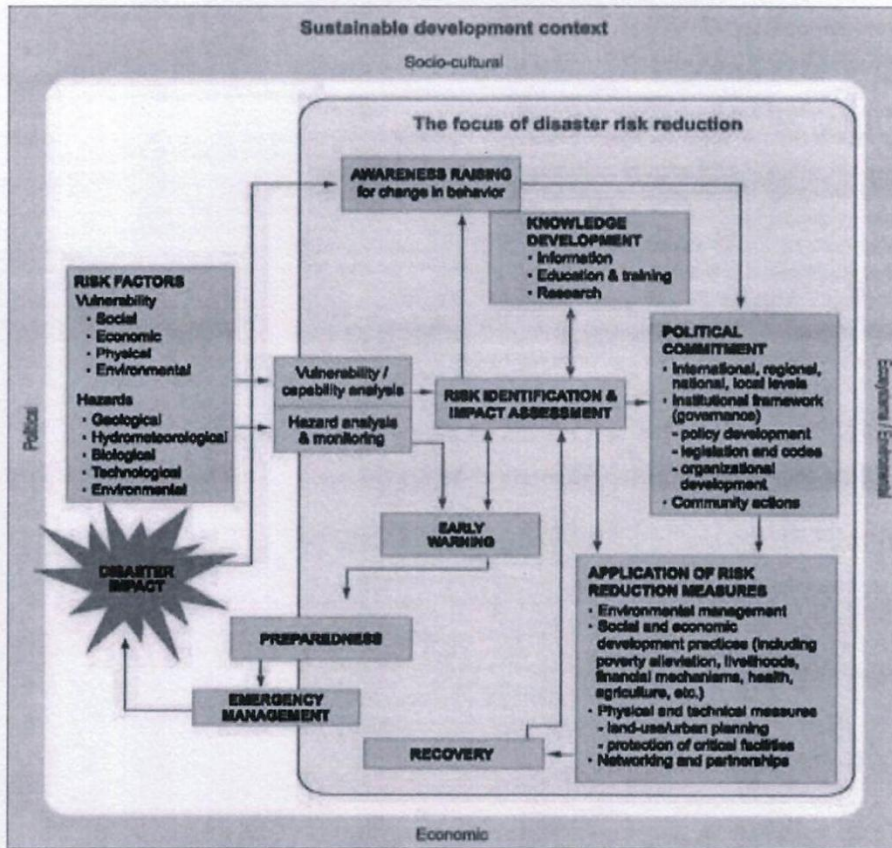 Sustainable development context
Socio-cultural
The focus of disaster risk reduction
AWARENESS RAISING
for change in behavior
KNOWLEDGE
DEVELOPMENT
• Information
• Education & training
• Research
RISK FACTORS
Vulnerability
• Social
• Economic
• Physical
• Environmental
Hazards
• Geological
• Hydrometeorological
• Biological
• Technological
• Environmental
Political
Vulnerability /
capability analysis
Hazard analysis
& monitoring
RISK IDENTIFICATION &
IMPACT ASSESSMENT
POLITICAL
COMMITMENT
• International, regional,
national, local levels
• Institutional framework
(governance)
- policy development
- legislation and codes
- organizational
development
• Community actions
Ecosystems / Environmental
EARLY
WARNING
DISASTER
IMPACT
PREPAREDNESS
EMERGENCY
MANAGEMENT
APPLICATION OF RISK
REDUCTION MEASURES
• Environmental management
• Social and economic
development practices (including
poverty alleviation, livelihoods,
financial mechanisms, health,
agriculture, etc.)
• Physical and technical measures
- land-use/urban planning
- protection of critical facilities
• Networking and partnerships
RECOVERY
Economic